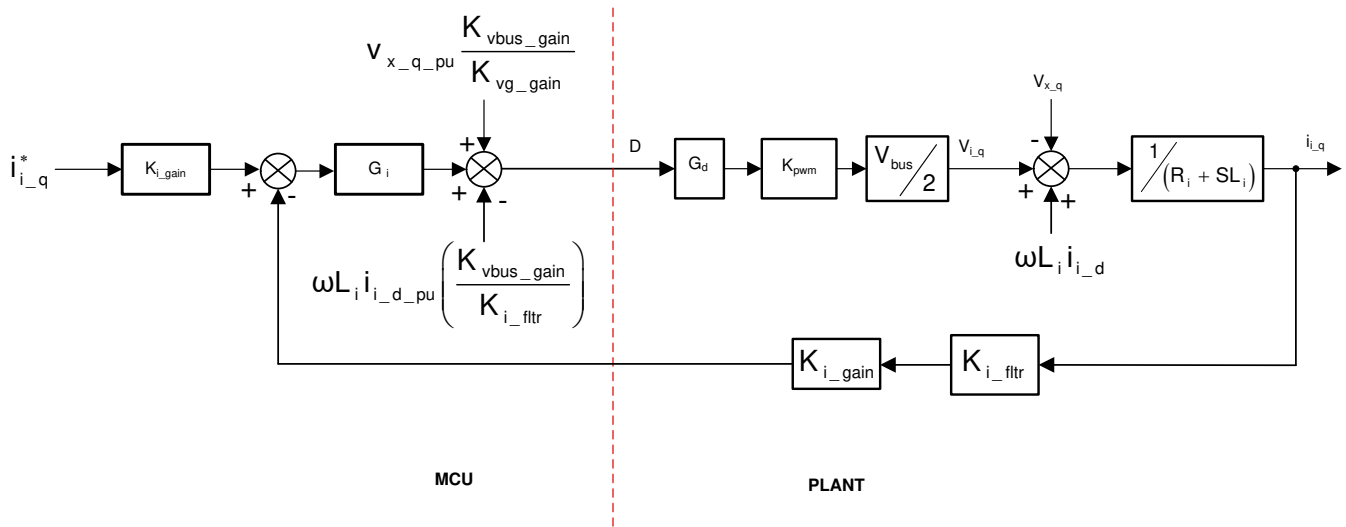 v x_q_pu K vbus_gain / K vg_gain
V x_q
i* i_q
K i_gain
+
-
G i
+
+
-
D
G d
K pwm
V bus / 2
V i_q
-
+
+
1/(R i + SL i)
i i_q
ωL i i i_d_pu (K vbus_gain / K i_fltr)
ωL i i i_d
K i_gain
K i_fltr
MCU
PLANT